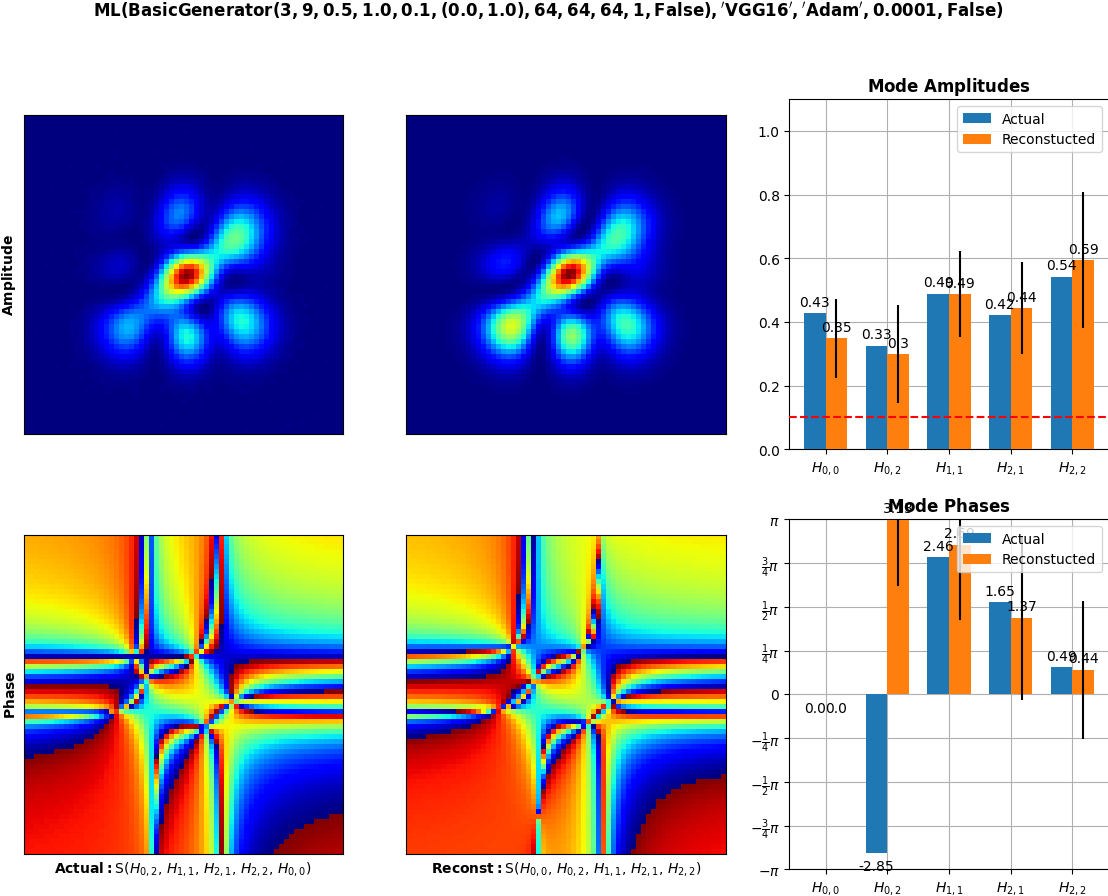 ML(BasicGenerator(3, 9, 0.5, 1.0, 0.1, (0.0, 1.0), 64, 64, 64, 1, False), ′VGG16′, ′Adam′, 0.0001, False)
Amplitude
Mode Amplitudes
Actual
Reconstucted
1.0
0.8
0.6
0.4
0.2
0.0
0.43
0.35
0.33
0.3
0.49
0.49
0.42
0.44
0.54
0.59
H0, 0
H0, 2
H1, 1
H2, 1
H2, 2
Phase
Mode Phases
Actual
Reconstucted
π
3/4π
1/2π
1/4π
0
−1/4π
−1/2π
−3/4π
−π
0.0
0.0
-2.85
2.46
1.65
1.37
0.49
0.44
H0, 0
H0, 2
H1, 1
H2, 1
H2, 2
Actual: S(H0, 2, H1, 1, H2, 1, H2, 2, H0, 0)
Reconst: S(H0, 0, H0, 2, H1, 1, H2, 1, H2, 2)